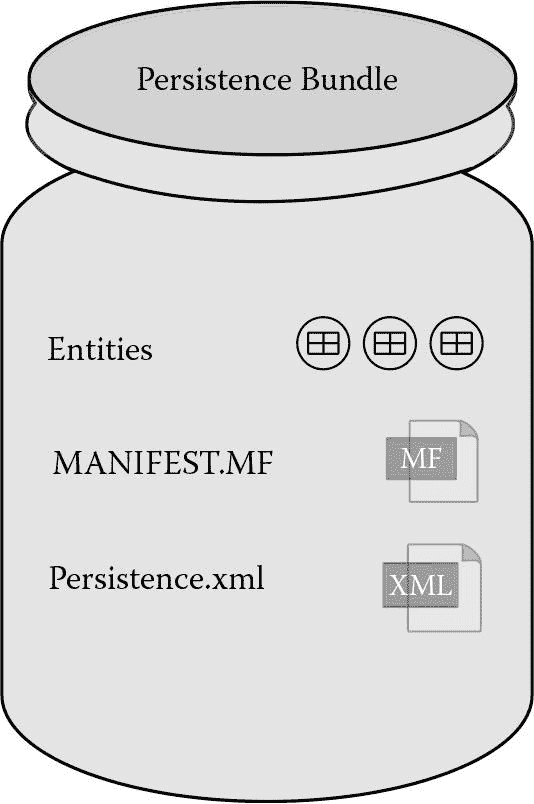 Persistence Bundle
Entities
MANIFEST.MF
MF
Persistence.xml
XML